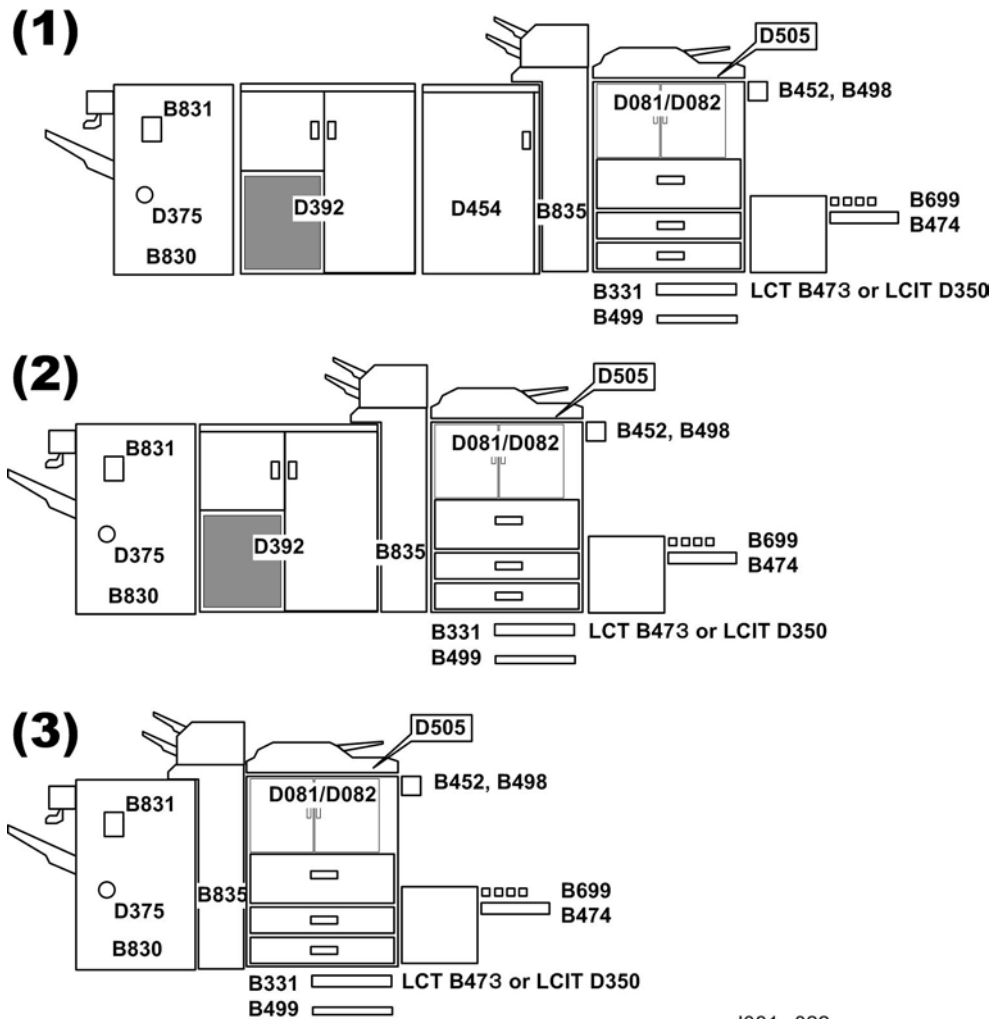 (1)
D505
B452, B498
D081/D082
B831
D375
D392
D454
B835
B699
B474
B830
B331
LCT B473 or LCIT D350
B499
(2)
D505
B452, B498
D081/D082
B831
D375
D392
B835
B699
B474
B830
B331
LCT B473 or LCIT D350
B499
(3)
D505
B452, B498
D081/D082
B831
D375
B835
B699
B474
B830
B331
LCT B473 or LCIT D350
B499